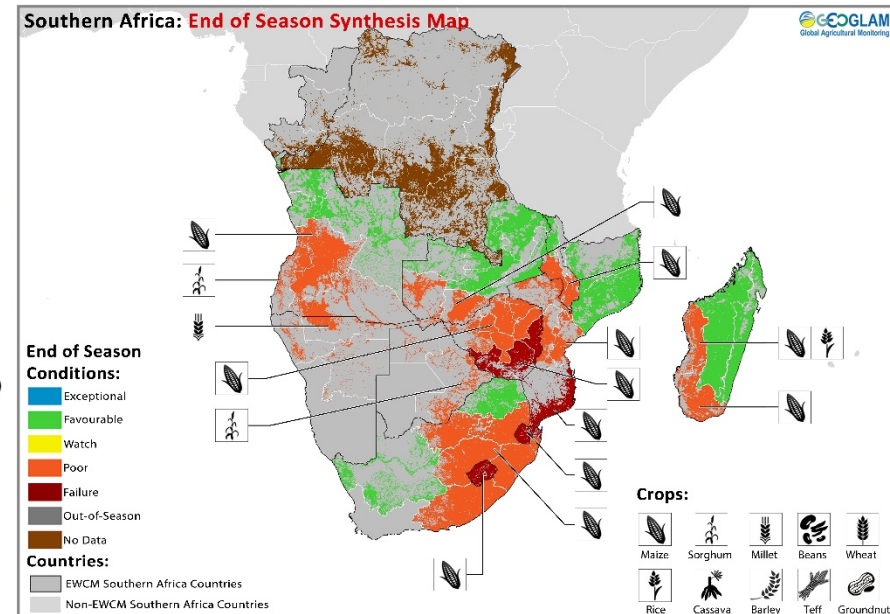 Southern Africa: End of Season Synthesis Map
GEOGLAM
Global Agricultural Monitoring
End of Season
Conditions:
Exceptional
Favourable
Watch
Poor
Failure
Out-of-Season
No Data
Countries:
EWCM Southern Africa Countries
Non-EWCM Southern Africa Countries
Crops:
Maize Sorghum Millet Beans Wheat
Rice Cassava Barley Teff Groundnut